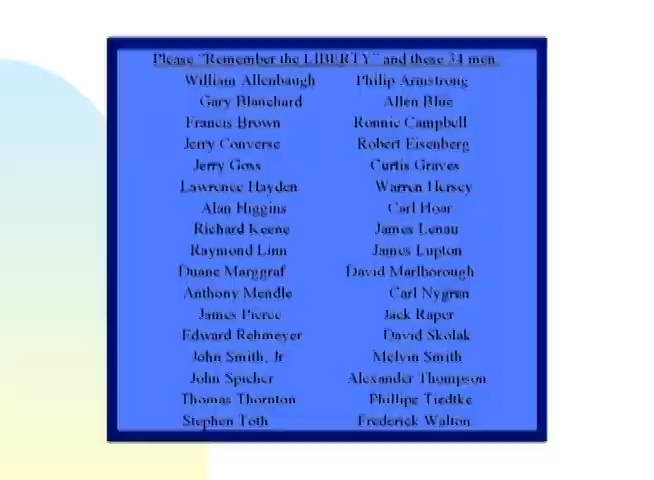 Please "Remember the LIBERTY" and these 34 men.
William Allenbaugh Philip Armstrong
Gary Blanchard Allen Blue
Francis Brown Ronnie Campbell
Jerry Converse Robert Eisenberg
Jerry Goss Curtis Graves
Lawrence Hayden Warren Hersey
Alan Higgins Carl Hoar
Richard Keene James Lenau
Raymond Linn James Lupton
Duane Marggraf David Marlborough
Anthony Mendle Carl Nygren
James Pierce Jack Raper
Edward Rehmeyer David Skolak
John Smith, Jr Melvin Smith
John Spicher Alexander Thompson
Thomas Thornton Phillipe Tiedtke
Stephen Toth Frederick Walton